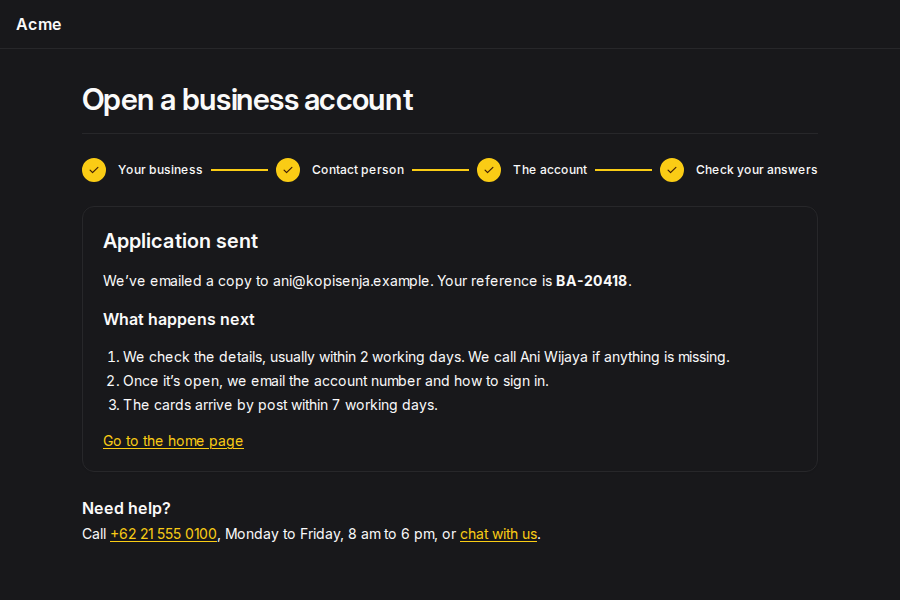 Acme
Open a business account
Your business
Contact person
The account
Check your answers
Application sent
We’ve emailed a copy to ani@kopisenja.example. Your reference is BA-20418.
What happens next
1. We check the details, usually within 2 working days. We call Ani Wijaya if anything is missing.
2. Once it’s open, we email the account number and how to sign in.
3. The cards arrive by post within 7 working days.
Go to the home page
Need help?
Call +62 21 555 0100, Monday to Friday, 8 am to 6 pm, or chat with us.